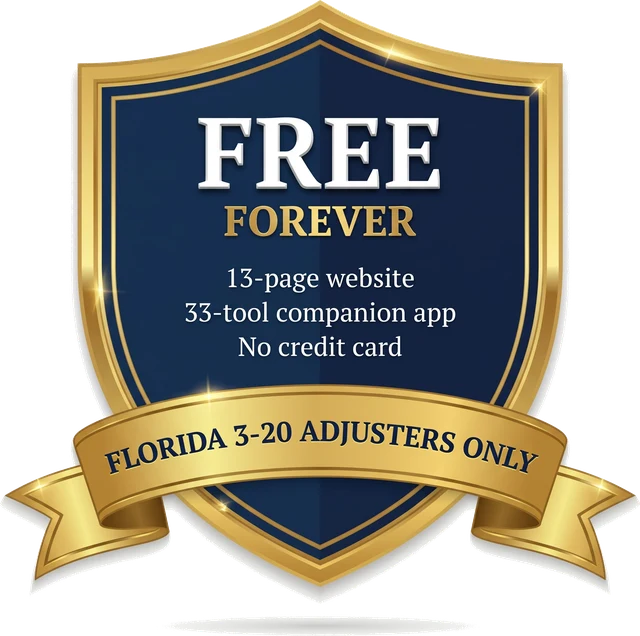 FREE
FOREVER
13-page website
33-tool companion app
No credit card
FLORIDA 3-20 ADJUSTERS ONLY